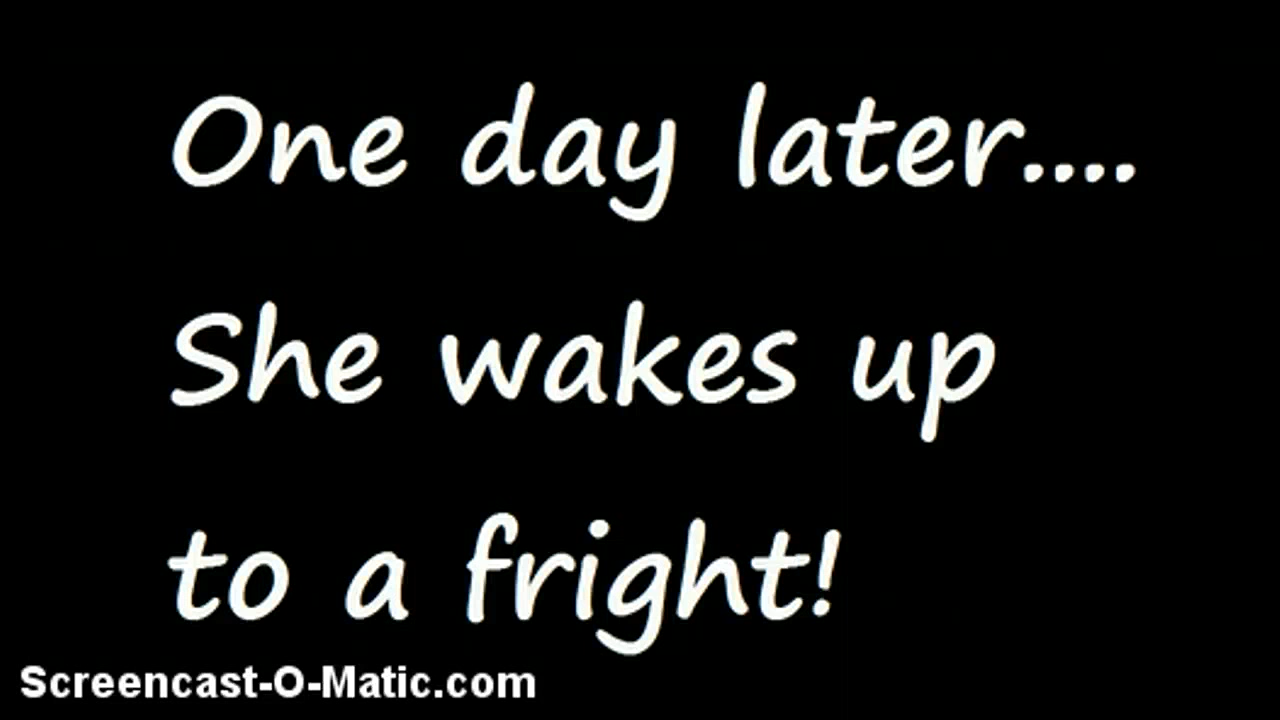 One day later....
She wakes up
to a fright!
Screencast-O-Matic.com